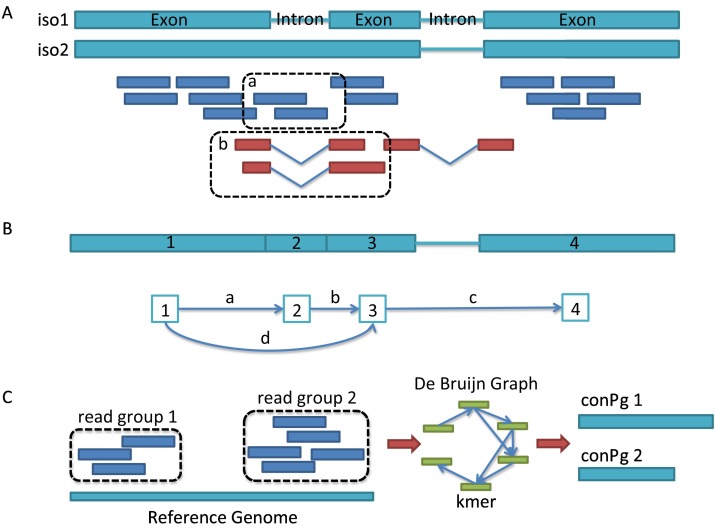 A
iso1 Exon Intron Exon Intron Exon
iso2
a
b
B
1 2 3 4
a b c
1 2 3 4
d
C
read group 1 read group 2 De Bruijn Graph conPg 1
conPg 2
kmer
Reference Genome